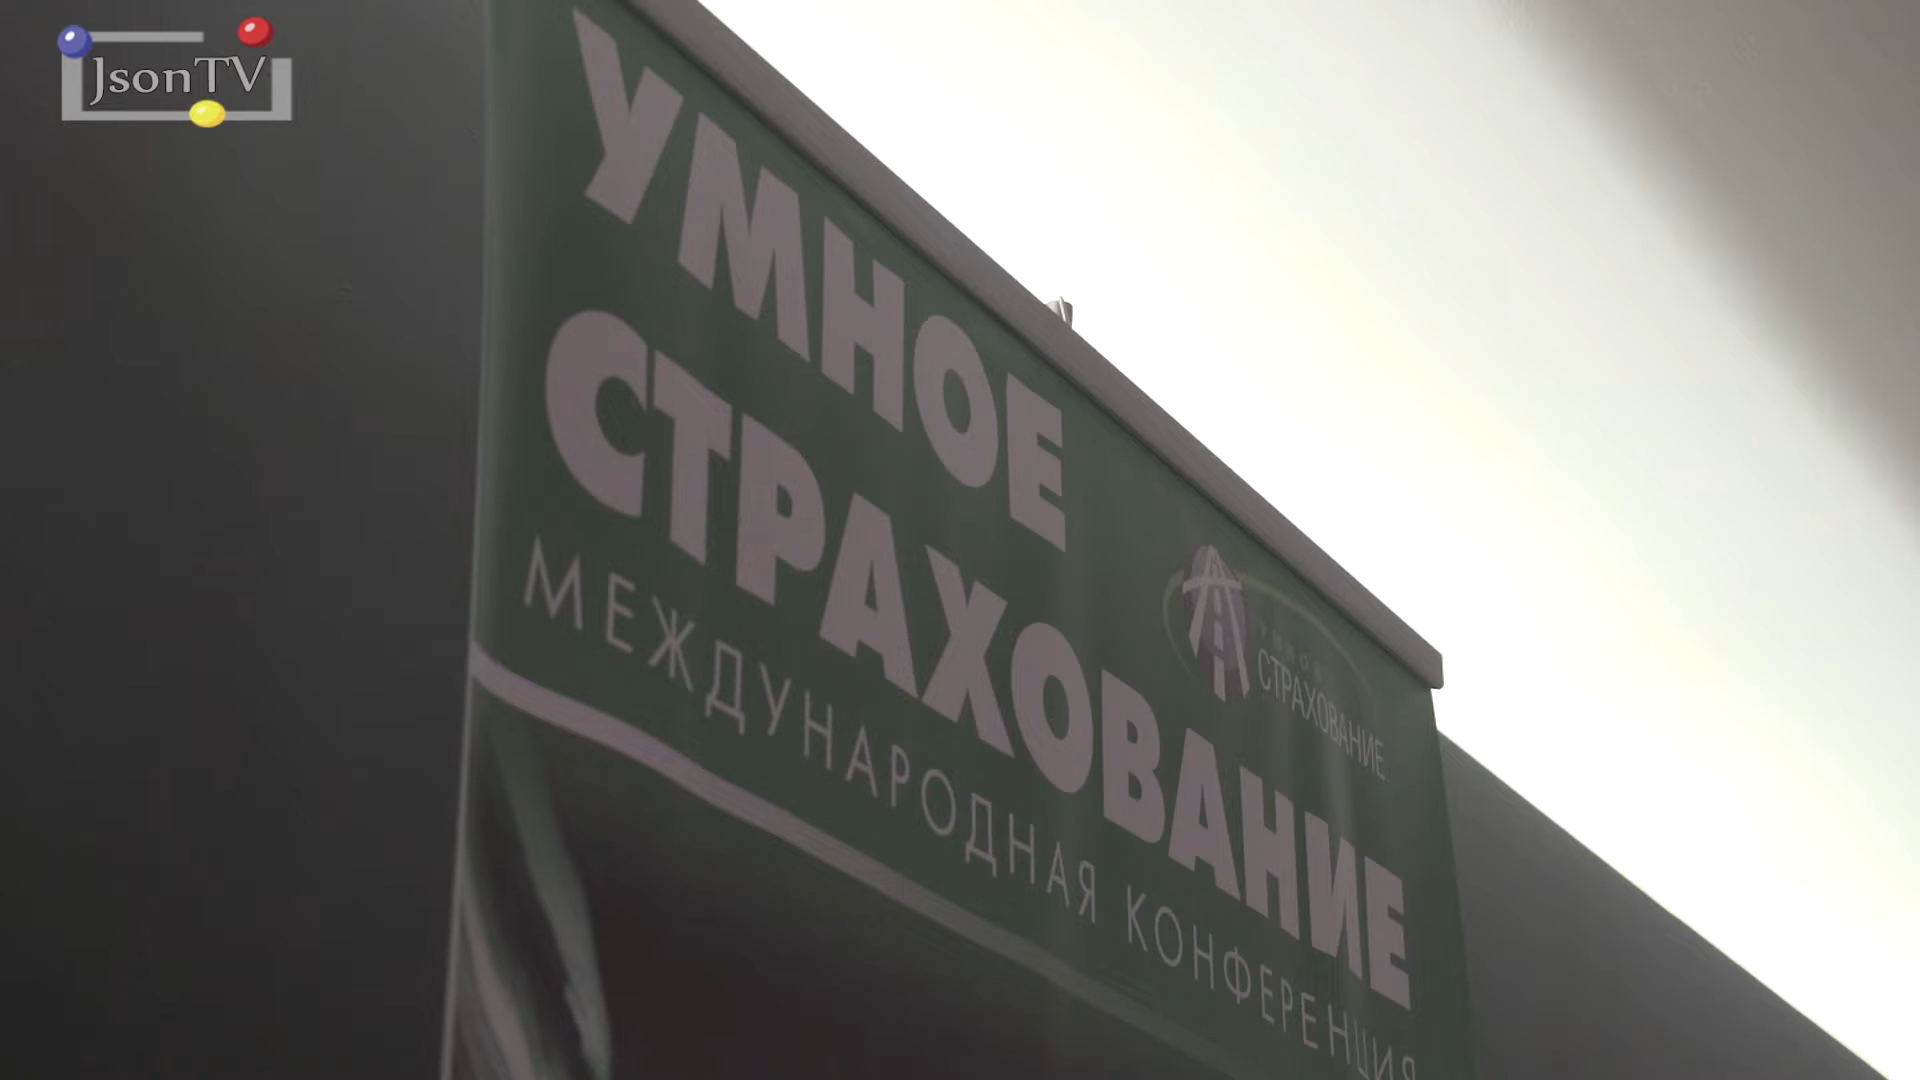 JsonTV
УМНОЕ
СТРАХОВАНИЕ
МЕЖДУНАРОДНАЯ КОНФЕРЕНЦИЯ
УМНОЕ
СТРАХОВАНИЕ